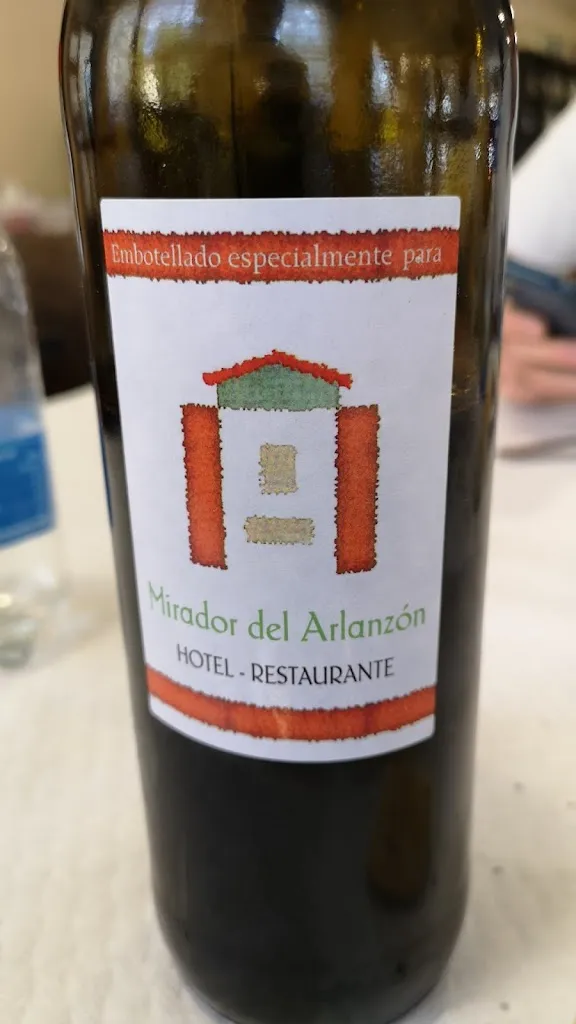 Embotellado especialmente para
Mirador del Arlanzón
HOTEL - RESTAURANTE